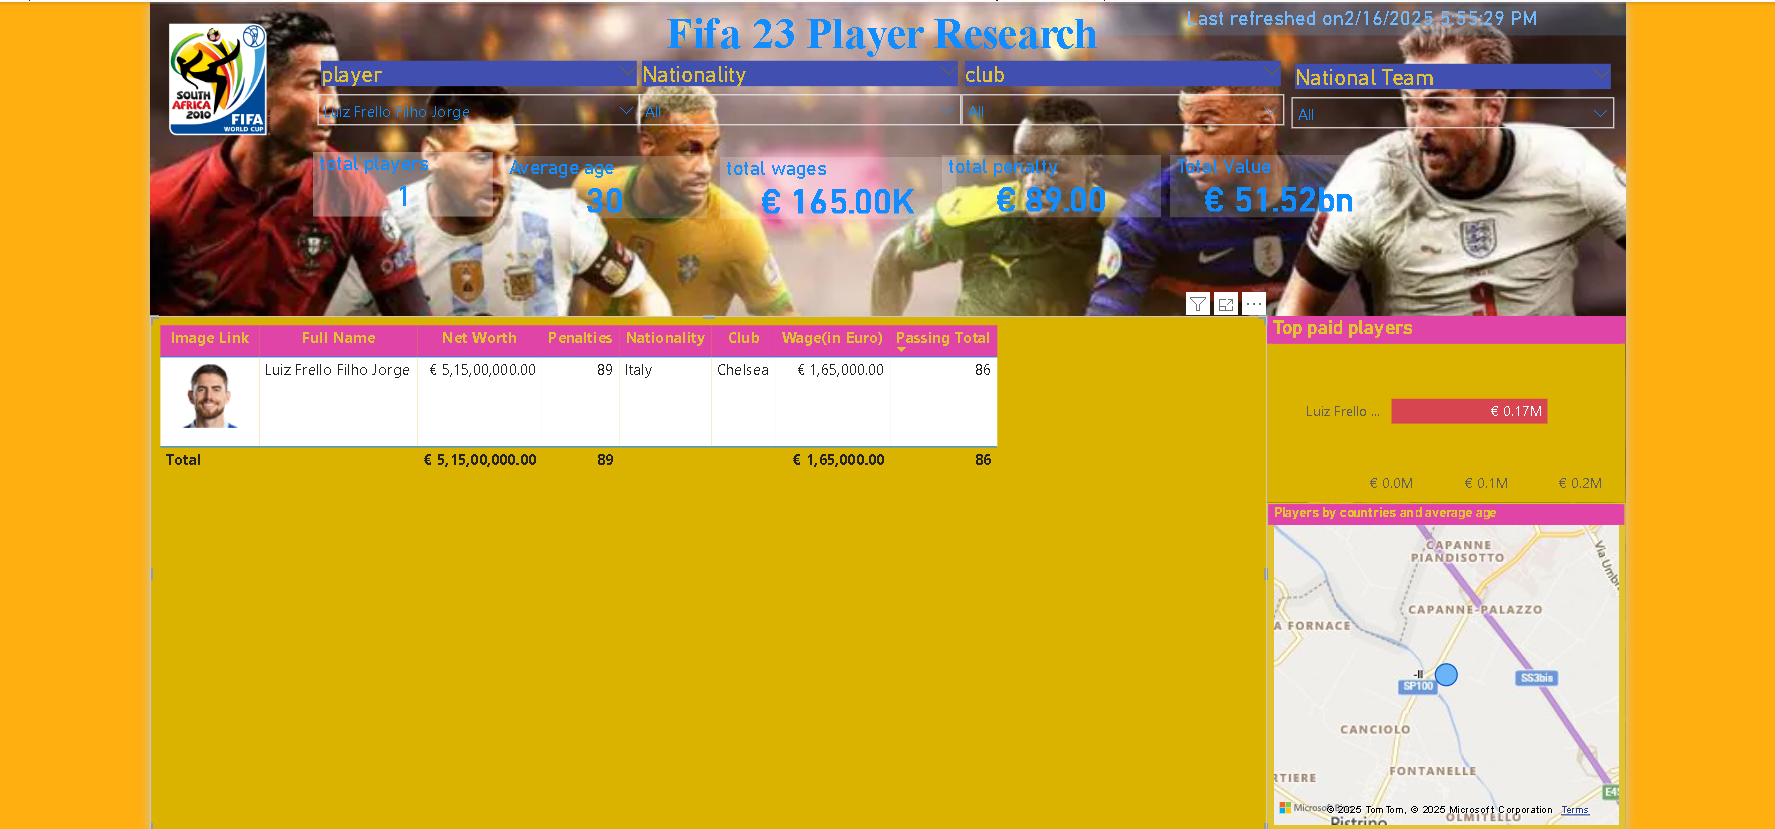 Fifa 23 Player Research
Last refreshed on2/16/2025 5:55:29 PM
SOUTH
AFRICA
2010
FIFA
WORLD CUP
player
Nationality
club
National Team
Luiz Frello Filho Jorge
All
All
All
total players
1
Average age
30
total wages
€ 165.00K
total penalty
€ 89.00
Total Value
€ 51.52bn
Image Link Full Name Net Worth Penalties Nationality Club Wage(in Euro) Passing Total
Luiz Frello Filho Jorge € 5,15,00,000.00 89 Italy Chelsea € 1,65,000.00 86
Total € 5,15,00,000.00 89 € 1,65,000.00 86
Top paid players
Luiz Frello ... € 0.17M
€ 0.0M € 0.1M € 0.2M
Players by countries and average age
CAPANNE
PIANDISOTTO
Via Umbr
CAPANNE-PALAZZO
A FORNACE
SP100
SS3bis
CANCIOLO
RTIERE
FONTANELLE
E45
Microsoft
© 2025 TomTom, © 2025 Microsoft Corporation Terms
OLMITELLO
Pistrino